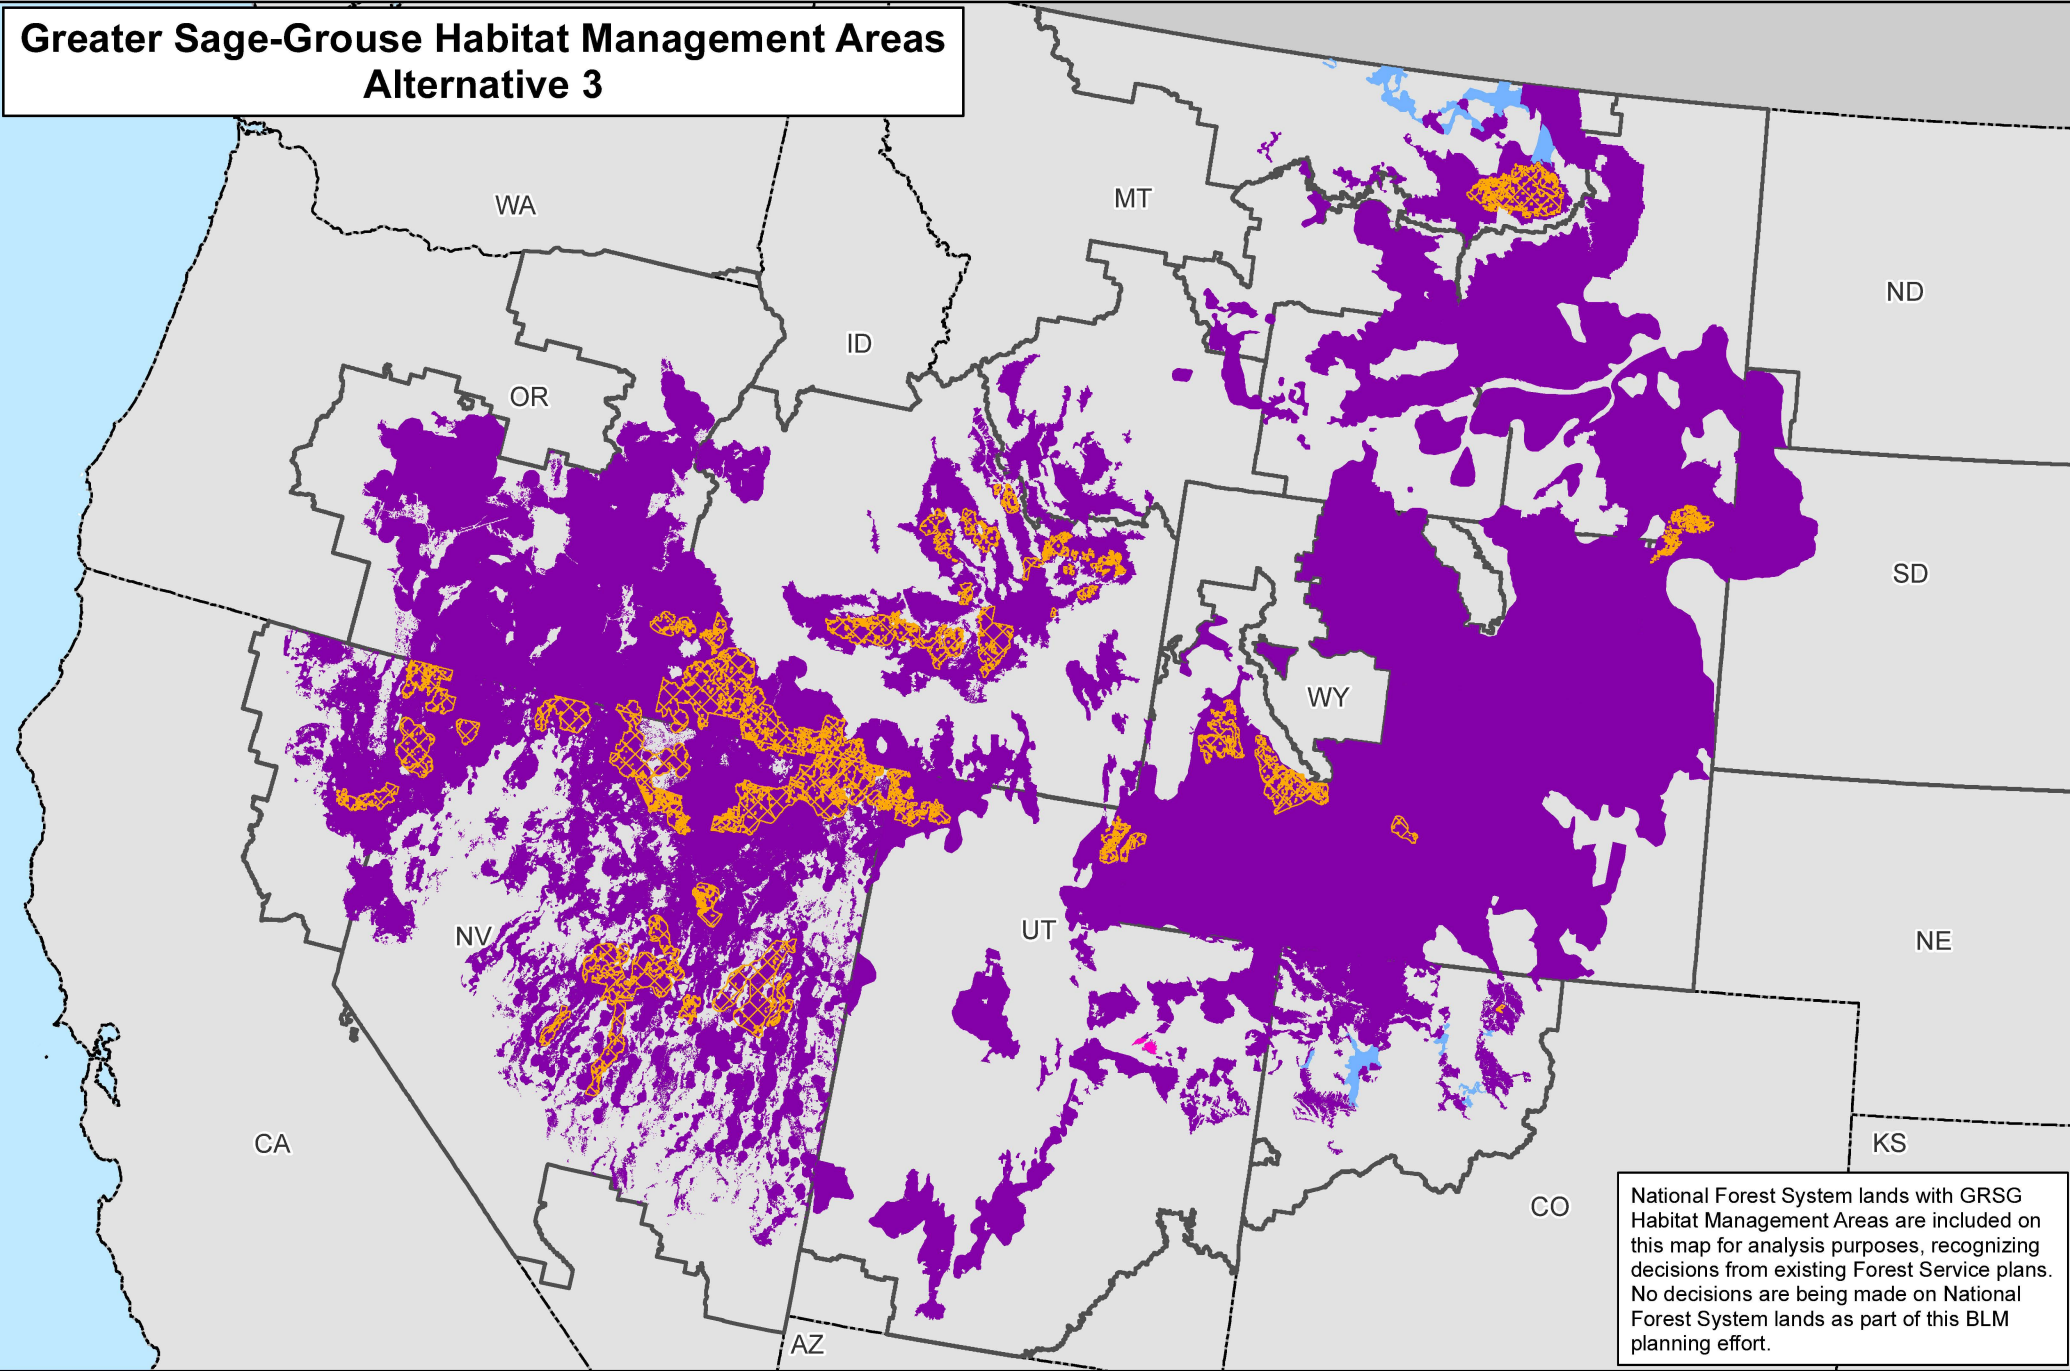 Greater Sage-Grouse Habitat Management Areas
Alternative 3
WA
MT
ND
ID
OR
SD
WY
NV
UT
NE
CA
KS
CO
AZ
National Forest System lands with GRSG
Habitat Management Areas are included on
this map for analysis purposes, recognizing
decisions from existing Forest Service plans.
No decisions are being made on National
Forest System lands as part of this BLM
planning effort.